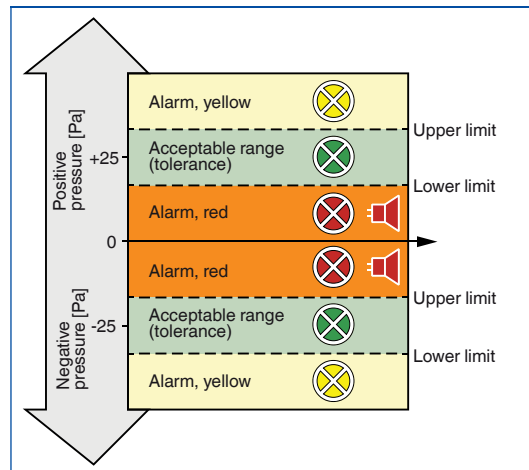 Positive
pressure [Pa]
Negative
pressure [Pa]
Alarm, yellow
Upper limit
+25
Acceptable range
(tolerance)
Lower limit
Alarm, red
0
Alarm, red
Upper limit
-25
Acceptable range
(tolerance)
Lower limit
Alarm, yellow